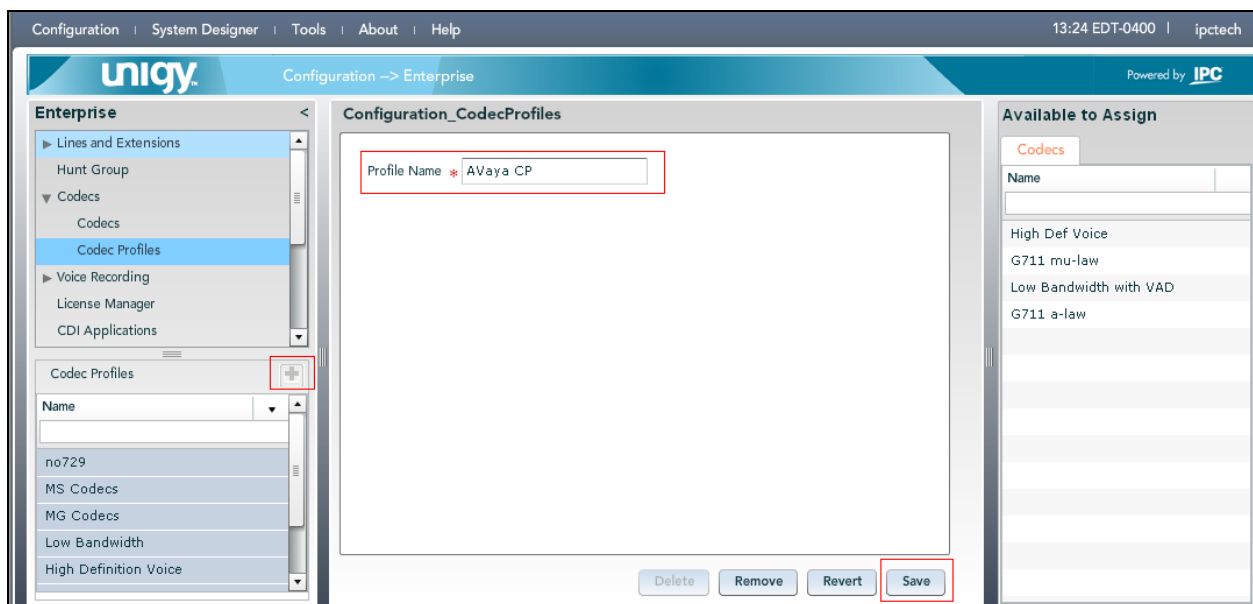 Configuration | System Designer | Tools | About | Help 13:24 EDT-0400 | ipctech
unigy Configuration --> Enterprise Powered by IPC
Enterprise <
Lines and Extensions
Hunt Group
Codecs
Codecs
Codec Profiles
Voice Recording
License Manager
CDI Applications
Codec Profiles
Name
no729
MS Codecs
MG Codecs
Low Bandwidth
High Definition Voice
Configuration_CodecProfiles
Profile Name * AVaya CP
Delete Remove Revert Save
Available to Assign
Codecs
Name
High Def Voice
G711 mu-law
Low Bandwidth with VAD
G711 a-law